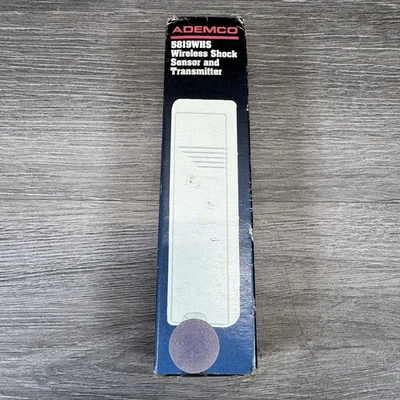 ADEMCO
5819WHS
Wireless Shock
Sensor and
Transmitter